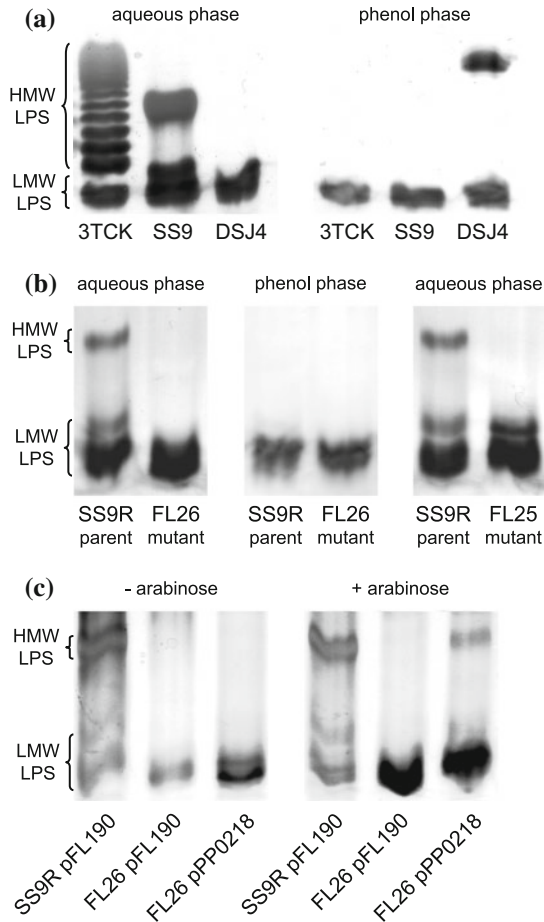 (a)
aqueous phase phenol phase
HMW
LPS
LMW
LPS
3TCK SS9 DSJ4 3TCK SS9 DSJ4
(b)
aqueous phase phenol phase aqueous phase
HMW
LPS
LMW
LPS
SS9R FL26 SS9R FL26 SS9R FL25
parent mutant parent mutant parent mutant
(c)
- arabinose + arabinose
HMW
LPS
LMW
LPS
SS9R pFL190 FL26 pFL190 FL26 pPP0218 SS9R pFL190 FL26 pFL190 FL26 pPP0218